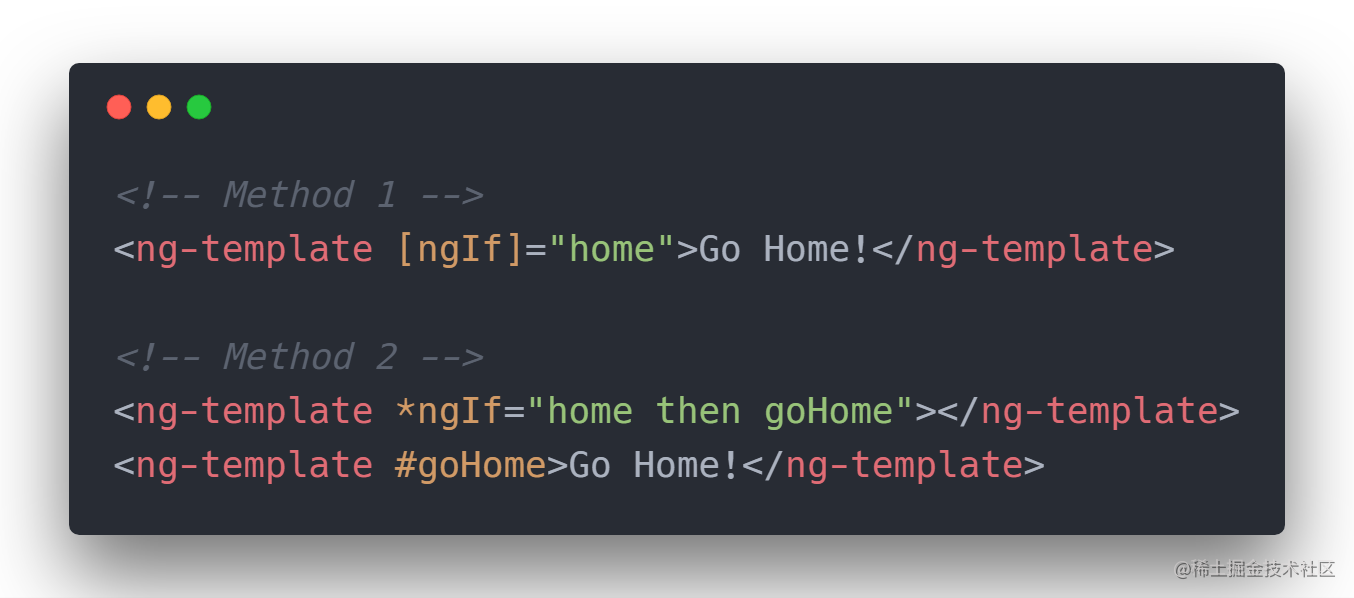 <!-- Method 1 -->
<ng-template [ngIf]="home">Go Home!</ng-template>
<!-- Method 2 -->
<ng-template *ngIf="home then goHome"></ng-template>
<ng-template #goHome>Go Home!</ng-template>
@稀土掘金技术社区